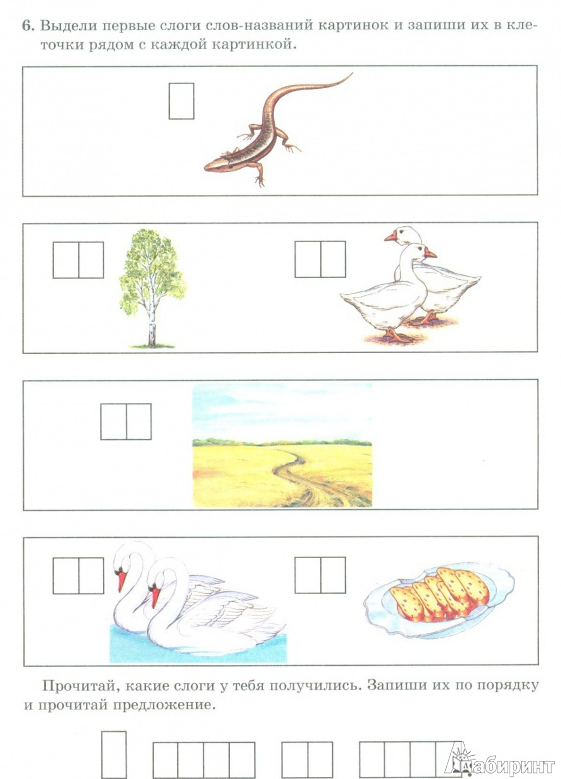 6. Выдели первые слоги слов-названий картинок и запиши их в кле-
точки рядом с каждой картинкой.
Прочитай, какие слоги у тебя получились. Запиши их по порядку
и прочитай предложение.
Лабиринт